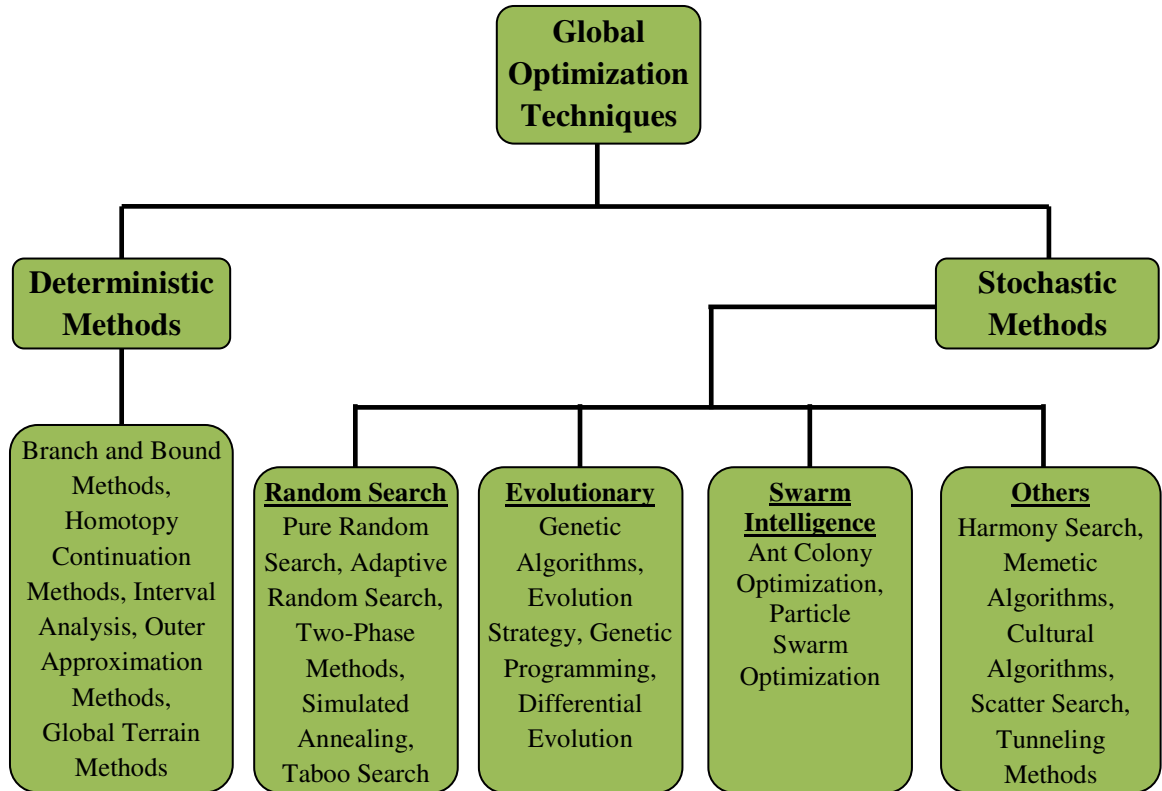 Global
Optimization
Techniques
Deterministic
Methods
Stochastic
Methods
Branch and Bound
Methods,
Homotopy
Continuation
Methods, Interval
Analysis, Outer
Approximation
Methods,
Global Terrain
Methods
Random Search
Pure Random
Search, Adaptive
Random Search,
Two-Phase
Methods,
Simulated
Annealing,
Taboo Search
Evolutionary
Genetic
Algorithms,
Evolution
Strategy, Genetic
Programming,
Differential
Evolution
Swarm
Intelligence
Ant Colony
Optimization,
Particle
Swarm
Optimization
Others
Harmony Search,
Memetic
Algorithms,
Cultural
Algorithms,
Scatter Search,
Tunneling
Methods